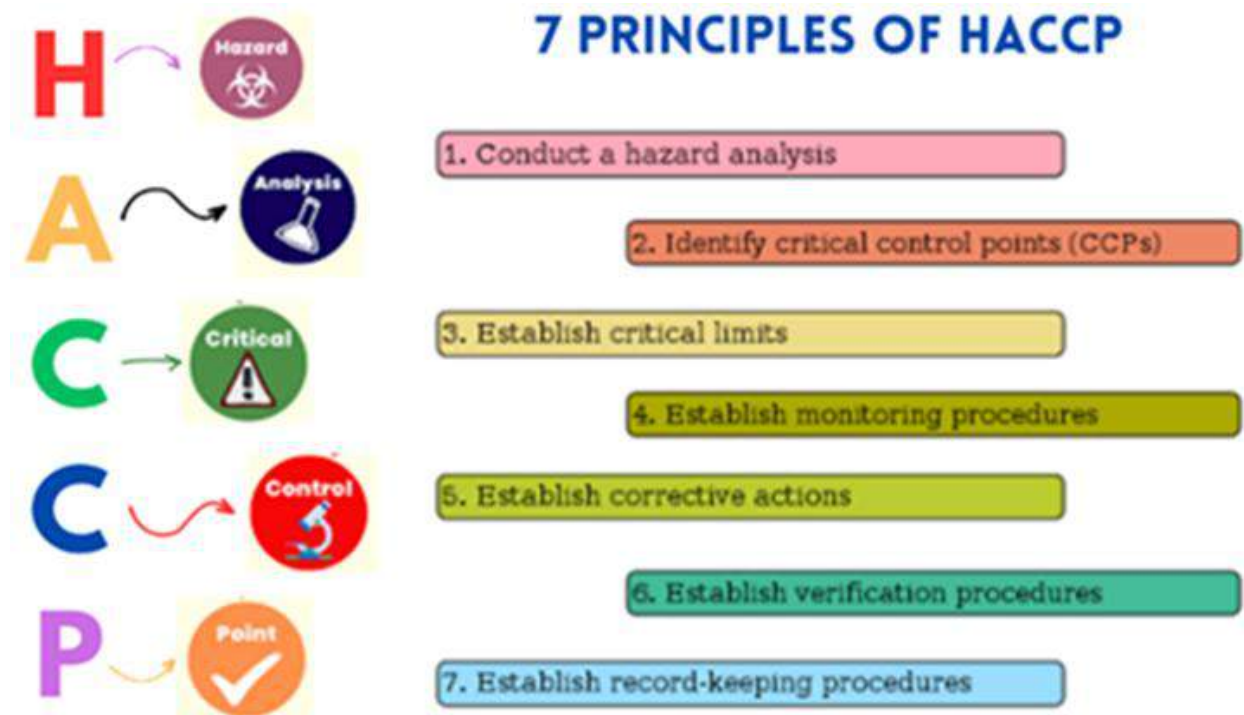 H
Hazard
A
Analysis
C
Critical
C
Control
P
Point
7 PRINCIPLES OF HACCP
1. Conduct a hazard analysis
2. Identify critical control points (CCPs)
3. Establish critical limits
4. Establish monitoring procedures
5. Establish corrective actions
6. Establish verification procedures
7. Establish record-keeping procedures